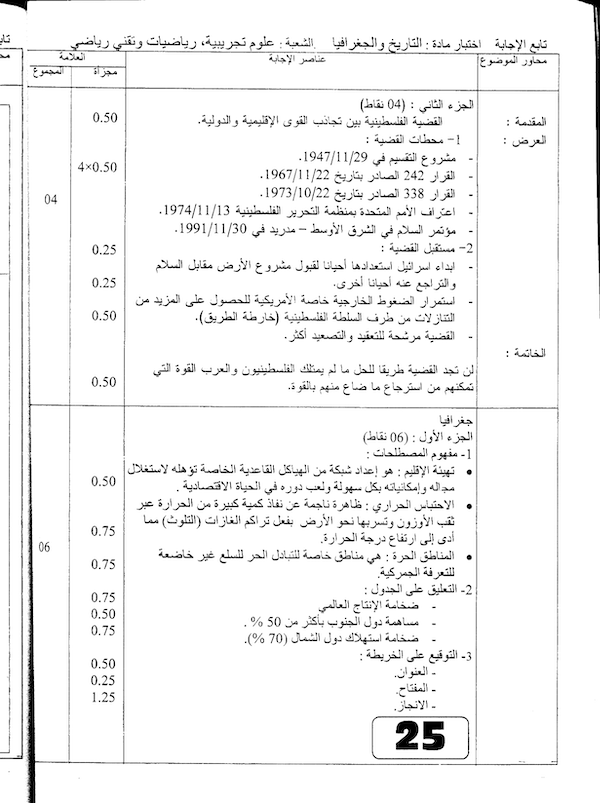 تابع الإجابة اختبار مادة : التاريخ والجغرافيا الشعبة : علوم تجريبية، رياضيات وتقني رياضي
محاور الموضوع عناصر الإجابة العلامة
مجزأة المجموع
الجزء الثاني : (04 نقاط)
المقدمة : القضية الفلسطينية بين تجاذب القوى الإقليمية والدولية. 0.50
العرض : 1- محطات القضية :
- مشروع التقسيم في 1947/11/29.
- القرار 242 الصادر بتاريخ 1967/11/22 4×0.50
- القرار 338 الصادر بتاريخ 1973/10/22
- اعتراف الأمم المتحدة بمنظمة التحرير الفلسطينية 1974/11/13. 04
- مؤتمر السلام في الشرق الأوسط – مدريد في 1991/11/30.
2- مستقبل القضية : 0.25
- ابداء اسرائيل استعدادها أحيانا لقبول مشروع الأرض مقابل السلام
والتراجع عنه أحيانا أخرى. 0.25
- استمرار الضغوط الخارجية خاصة الأمريكية للحصول على المزيد من
التنازلات من طرف السلطة الفلسطينية (خارطة الطريق). 0.50
- القضية مرشحة للتعقيد والتصعيد أكثر.
الخاتمة :
لن تجد القضية طريقا للحل ما لم يمتلك الفلسطينيون والعرب القوة التي
تمكنهم من استرجاع ما ضاع منهم بالقوة. 0.50
جغرافيا
الجزء الأول : (06 نقاط)
1- مفهوم المصطلحات :
• تهيئة الإقليم : هو إعداد شبكة من الهياكل القاعدية الخاصة تؤهله لاستغلال
مجاله وإمكانياته بكل سهولة ولعب دوره في الحياة الاقتصادية . 0.50
• الاحتباس الحراري : ظاهرة ناجمة عن نفاذ كمية كبيرة من الحرارة عبر
ثقب الأوزون وتسربها نحو الأرض بفعل تراكم الغازات (التلوث) مما 0.75
أدى إلى ارتفاع درجة الحرارة. 06
• المناطق الحرة : هي مناطق خاصة للتبادل الحر للسلع غير خاضعة 0.75
للتعرفة الجمركية.
2- التعليق على الجدول : 0.75
- ضخامة الإنتاج العالمي 0.50
- مساهمة دول الجنوب بأكثر من 50 % . 0.75
- ضخامة استهلاك دول الشمال (70 %).
3- التوقيع على الخريطة : 0.50
- العنوان. 0.25
- المفتاح. 1.25
- الانجاز.
25